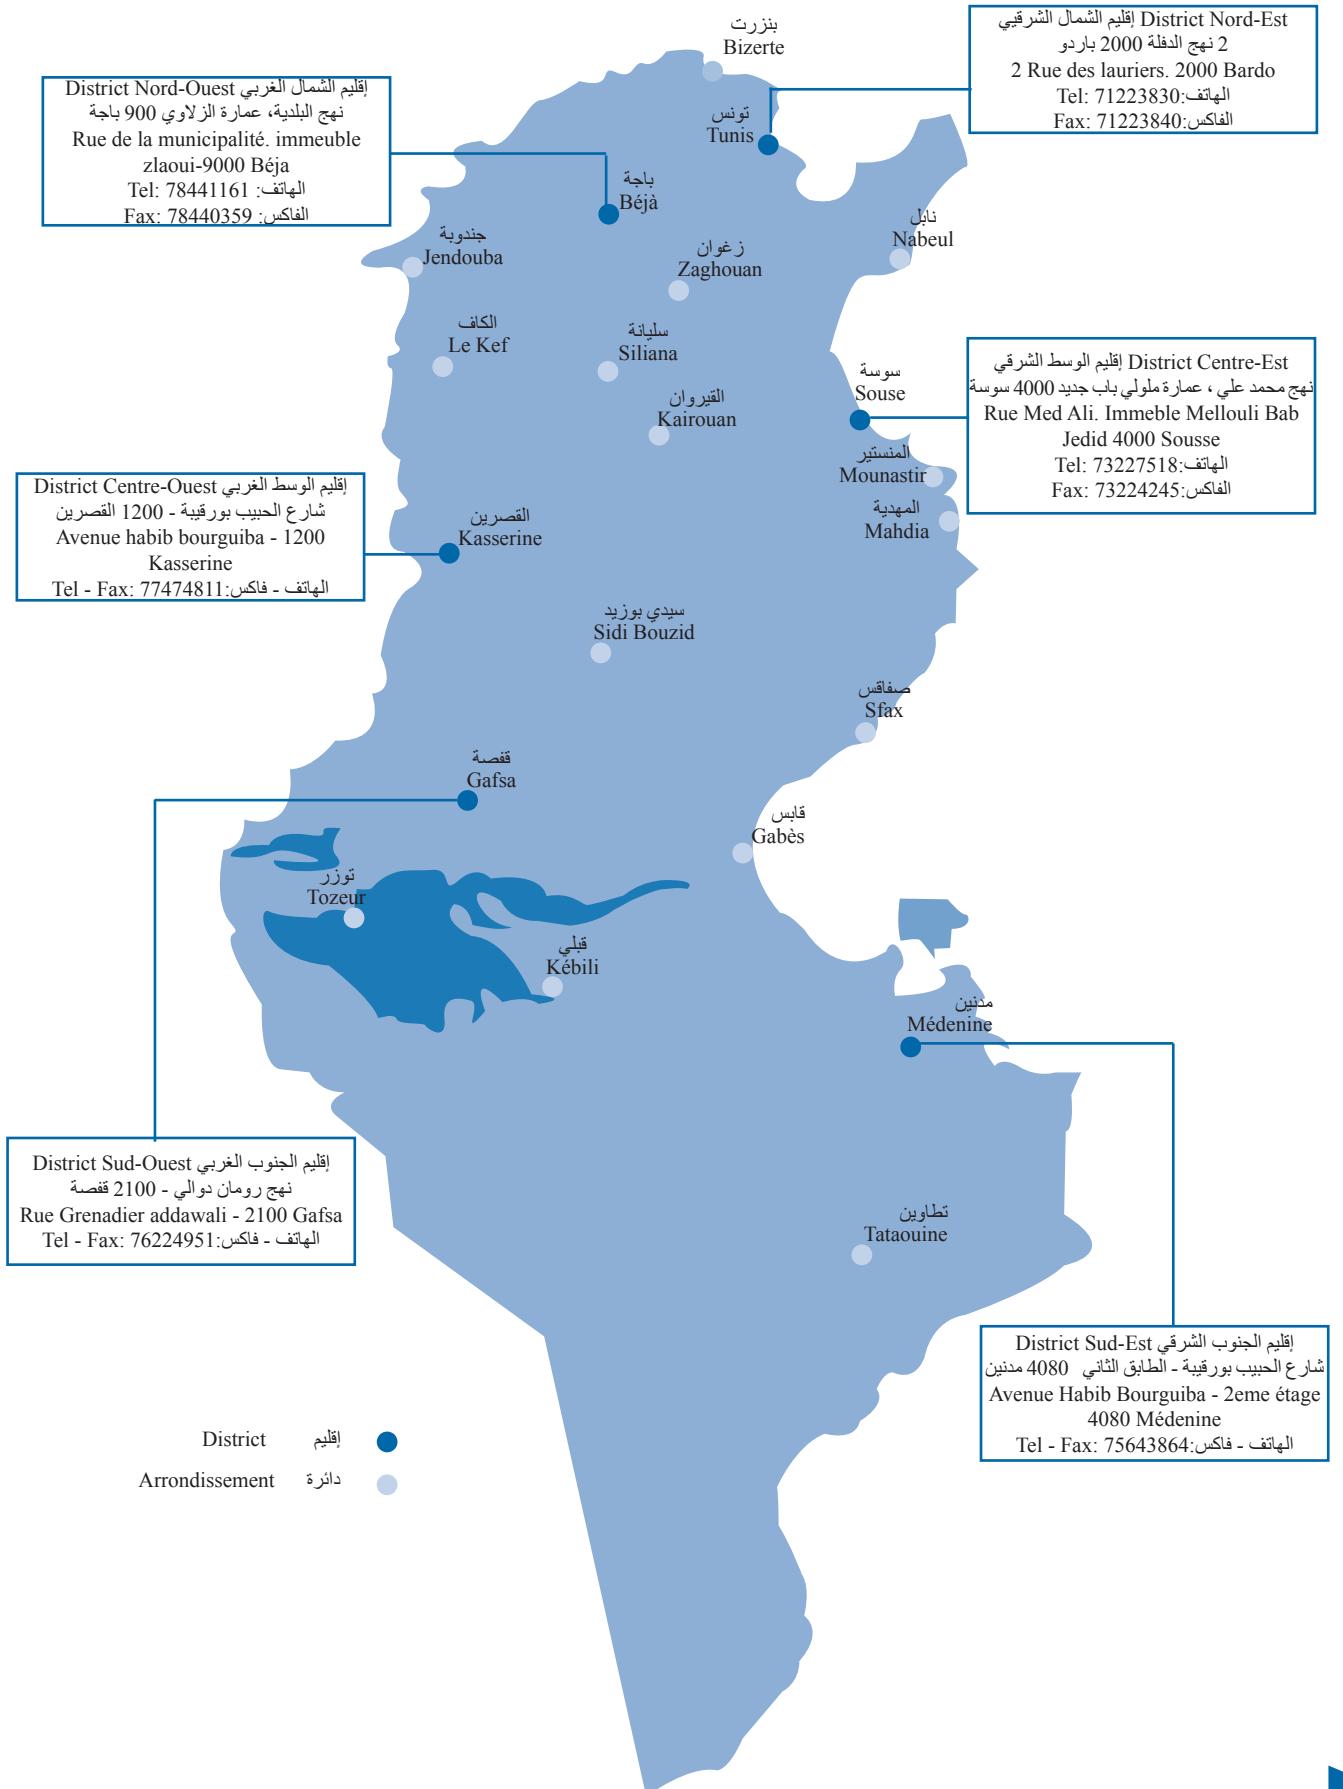 بنزرت
Bizerte
District Nord-Est إقليم الشمال الشرقيي
2 نهج الدفلة 2000 باردو
2 Rue des lauriers. 2000 Bardo
Tel: 71223830:الهاتف
Fax: 71223840:الفاكس
District Nord-Ouest إقليم الشمال الغربي
نهج البلدية، عمارة الزلاوي 900 باجة
Rue de la municipalité. immeuble
zlaoui-9000 Béja
Tel: 78441161 :الهاتف
Fax: 78440359 :الفاكس
تونس
Tunis
باجة
Béjà
نابل
Nabeul
جندوبة
Jendouba
زغوان
Zaghouan
الكاف
Le Kef
سليانة
Siliana
سوسة
Souse
District Centre-Est إقليم الوسط الشرقي
نهج محمد علي ، عمارة ملولي باب جديد 4000 سوسة
Rue Med Ali. Immeble Mellouli Bab
Jedid 4000 Sousse
Tel: 73227518:الهاتف
Fax: 73224245:الفاكس
القيروان
Kairouan
المنستير
Mounastir
المهدية
Mahdia
District Centre-Ouest إقليم الوسط الغربي
شارع الحبيب بورقيبة - 1200 القصرين
Avenue habib bourguiba - 1200
Kasserine
Tel - Fax: 77474811:الهاتف - فاكس
القصرين
Kasserine
سيدي بوزيد
Sidi Bouzid
صفاقس
Sfax
قفصة
Gafsa
قابس
Gabès
توزر
Tozeur
قبلي
Kébili
مدنين
Médenine
District Sud-Ouest إقليم الجنوب الغربي
نهج رومان دوالي - 2100 قفصة
Rue Grenadier addawali - 2100 Gafsa
Tel - Fax: 76224951:الهاتف - فاكس
تطاوين
Tataouine
District Sud-Est إقليم الجنوب الشرقي
شارع الحبيب بورقيبة - الطابق الثاني 4080 مدنين
Avenue Habib Bourguiba - 2eme étage
4080 Médenine
Tel - Fax: 75643864:الهاتف - فاكس
District إقليم
Arrondissement دائرة